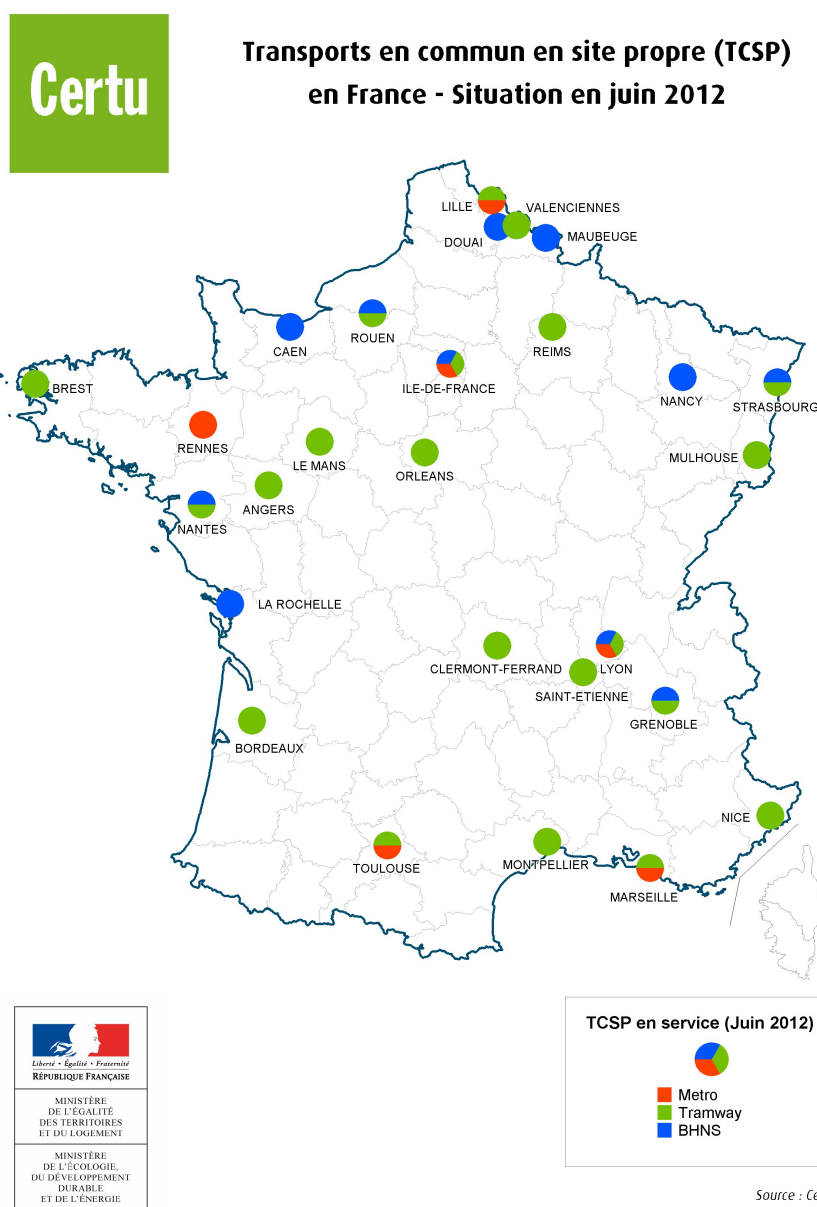 Certu
Transports en commun en site propre (TCSP)
en France - Situation en juin 2012
LILLE
VALENCIENNES
DOUAI
MAUBEUGE
CAEN
ROUEN
REIMS
ILE-DE-FRANCE
BREST
NANCY
STRASBOURG
RENNES
LE MANS
ORLEANS
MULHOUSE
ANGERS
NANTES
LA ROCHELLE
CLERMONT-FERRAND
LYON
SAINT-ETIENNE
GRENOBLE
BORDEAUX
NICE
TOULOUSE
MONTPELLIER
MARSEILLE
TCSP en service (Juin 2012)
Metro
Tramway
BHNS
Liberté • Égalité • Fraternité
RÉPUBLIQUE FRANÇAISE
MINISTÈRE
DE L'ÉGALITÉ
DES TERRITOIRES
ET DU LOGEMENT
MINISTÈRE
DE L'ÉCOLOGIE,
DU DÉVELOPPEMENT
DURABLE
ET DE L'ÉNERGIE
Source : Ce